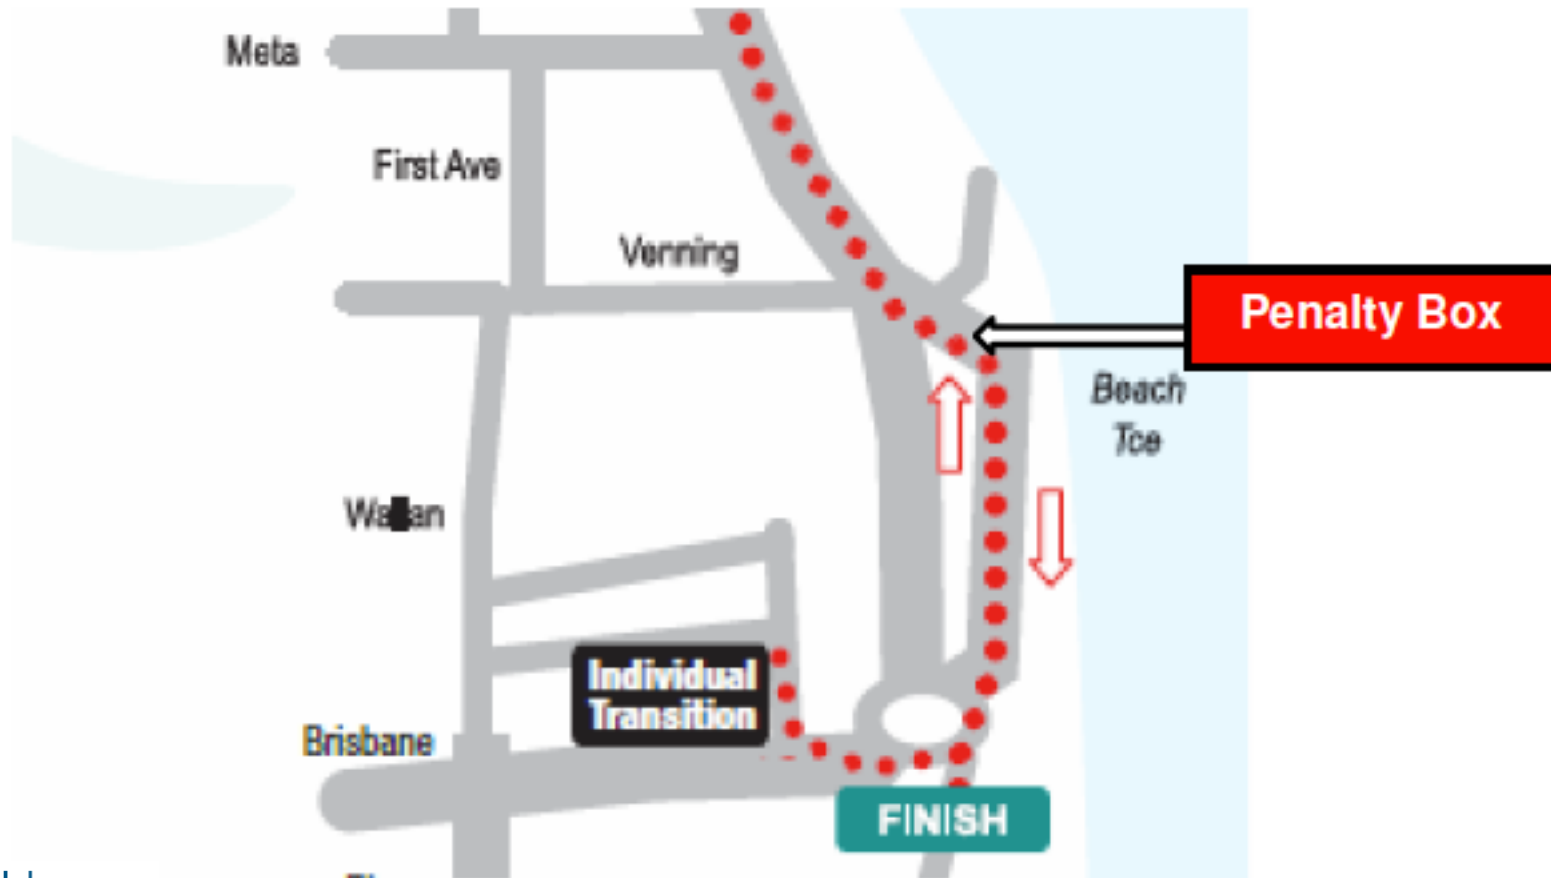 Meta
First Ave
Venning
Penalty Box
Beach
Tce
Individual
Transition
Brisbane
FINISH